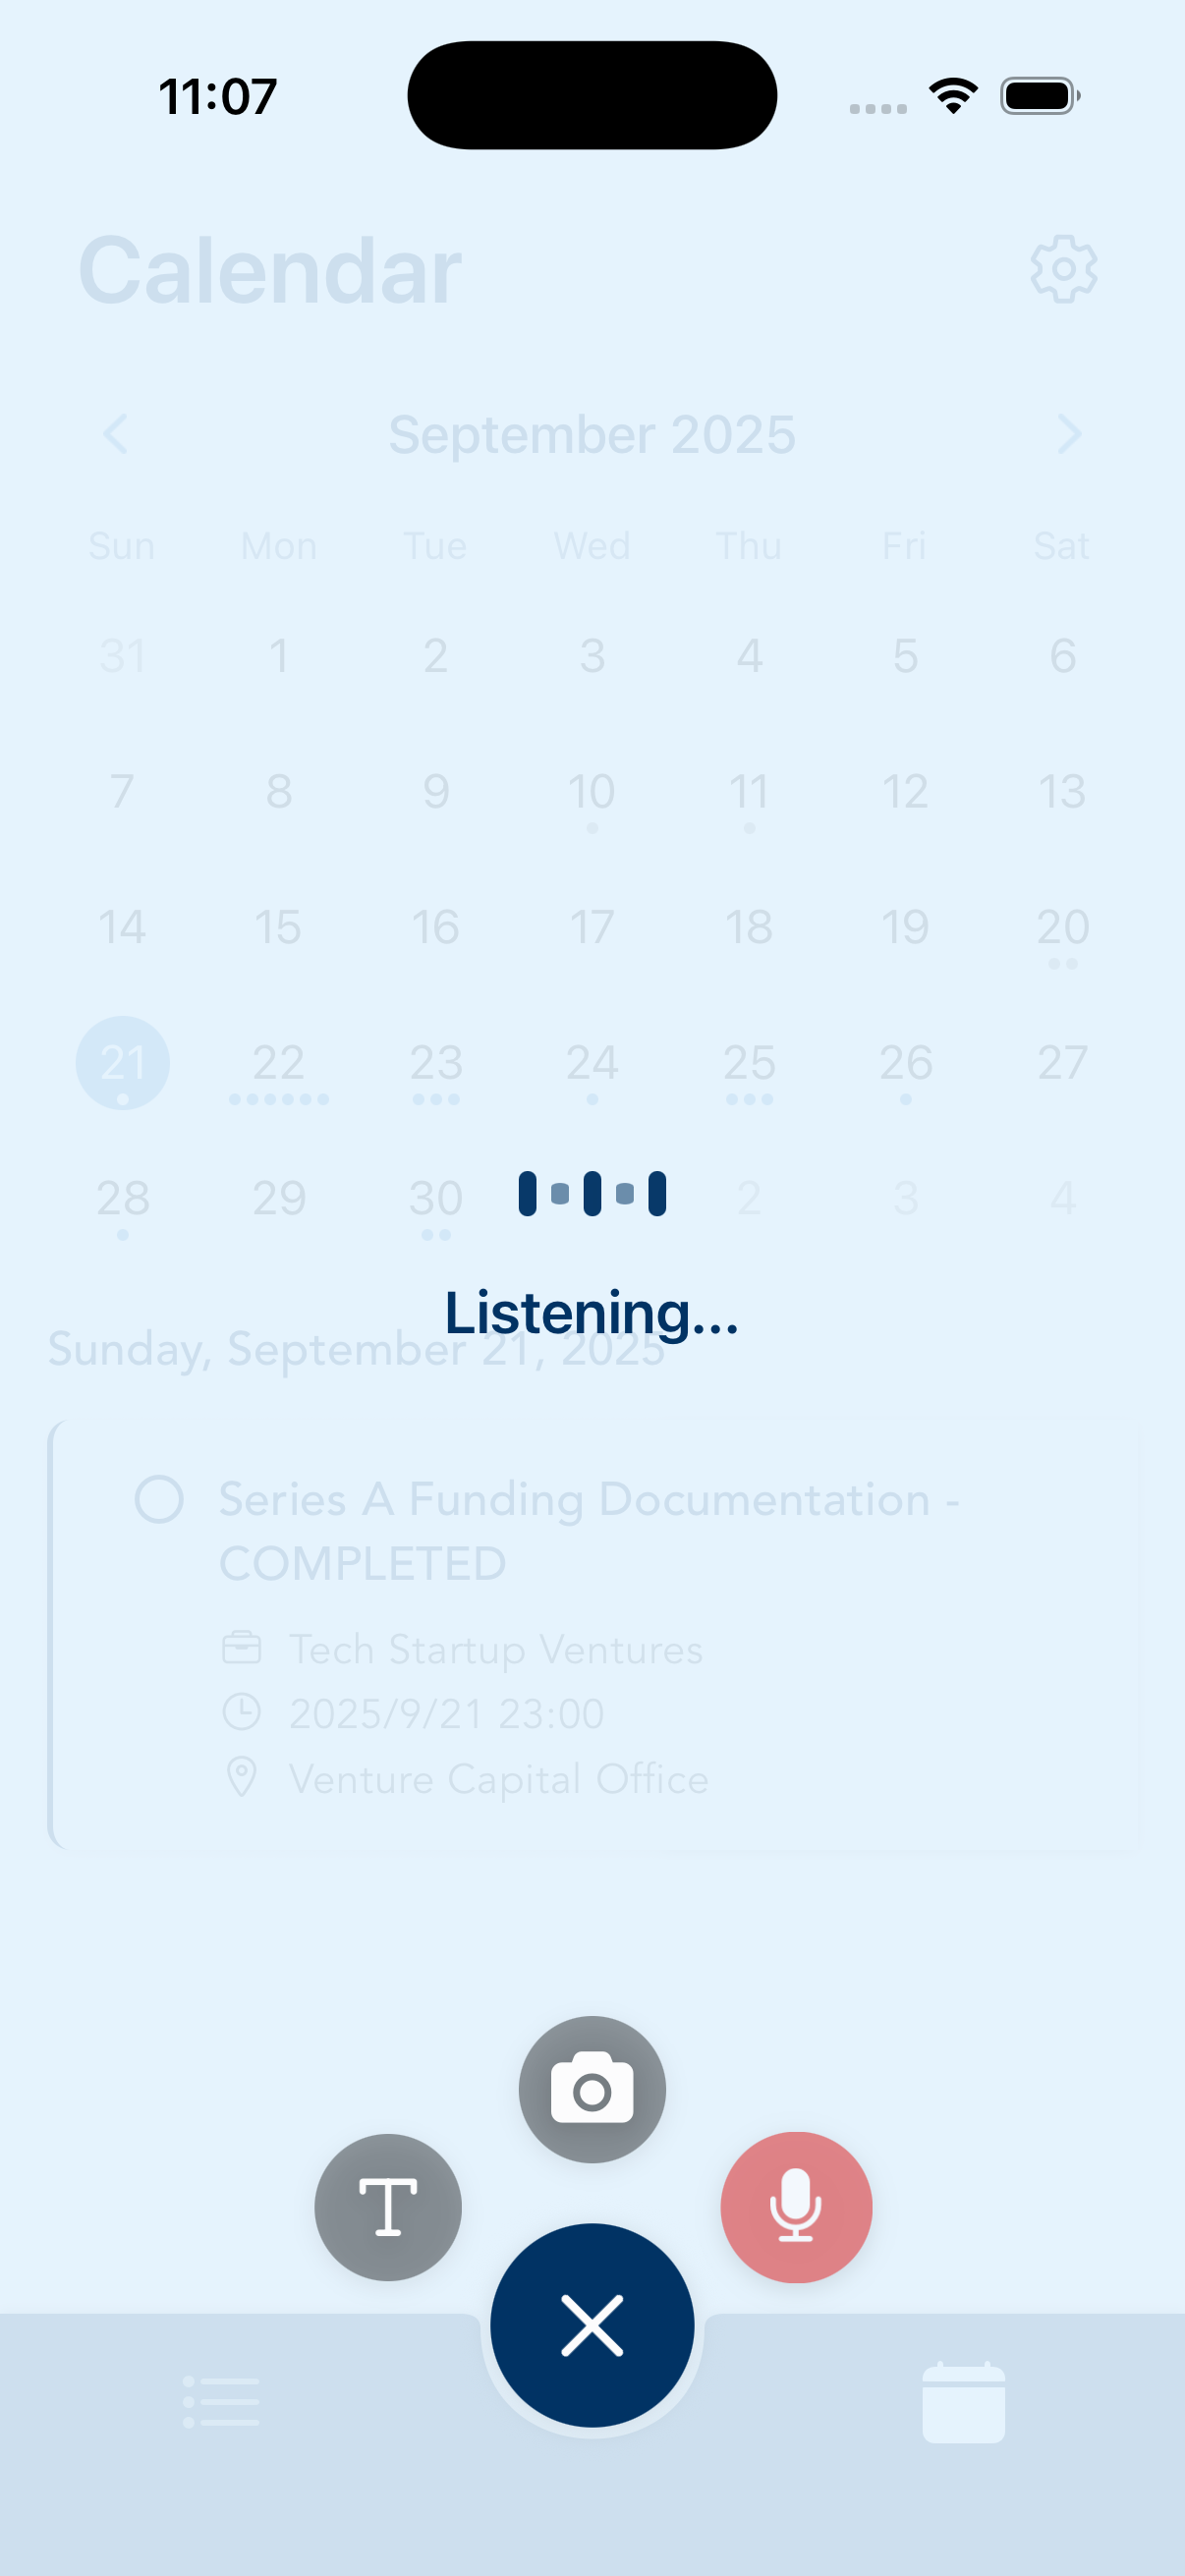 11:07
Calendar
September 2025
Sun Mon Tue Wed Thu Fri Sat
31 1 2 3 4 5 6
7 8 9 10 11 12 13
14 15 16 17 18 19 20
21 22 23 24 25 26 27
28 29 30 2 3 4
Listening...
Sunday, September 21, 2025
Series A Funding Documentation -
COMPLETED
Tech Startup Ventures
2025/9/21 23:00
Venture Capital Office
T